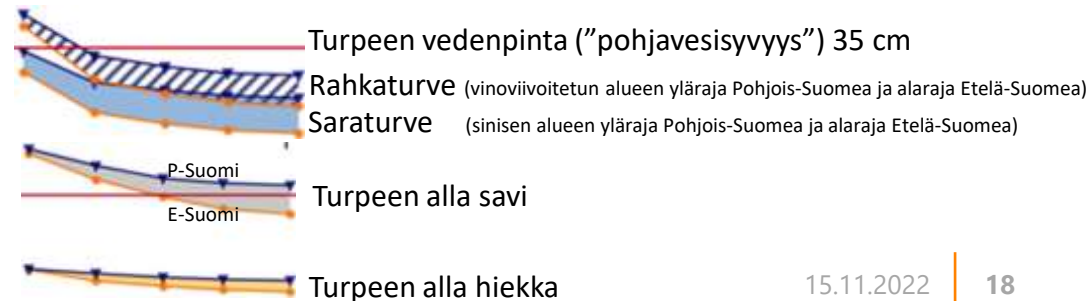 Turpeen vedenpinta (”pohjavesisyvyys”) 35 cm
Rahkaturve (vinoviivoitetun alueen yläraja Pohjois-Suomea ja alaraja Etelä-Suomea)
Saraturve (sinisen alueen yläraja Pohjois-Suomea ja alaraja Etelä-Suomea)
P-Suomi
Turpeen alla savi
E-Suomi
Turpeen alla hiekka
15.11.2022 18